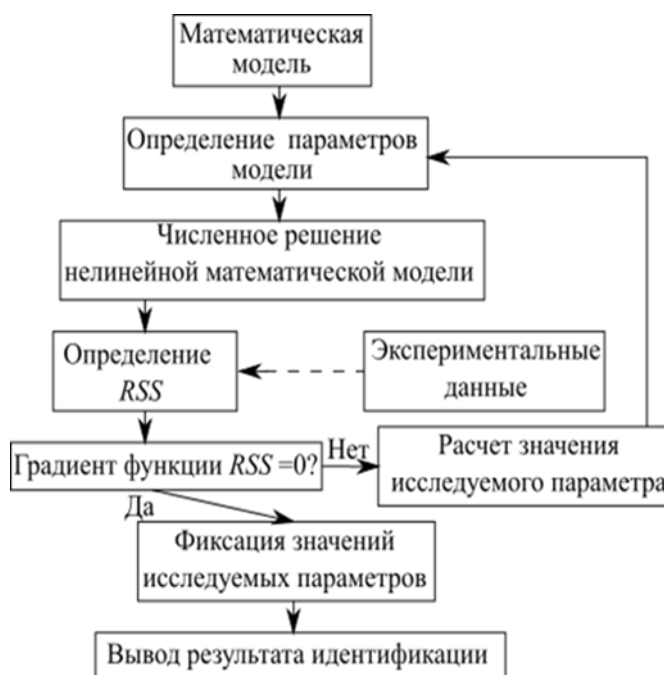 Математическая
модель
Определение параметров
модели
Численное решение
нелинейной математической модели
Определение
RSS
Экспериментальные
данные
Градиент функции RSS =0?
Нет
Расчет значения
исследуемого параметра
Да
Фиксация значений
исследуемых параметров
Вывод результата идентификации